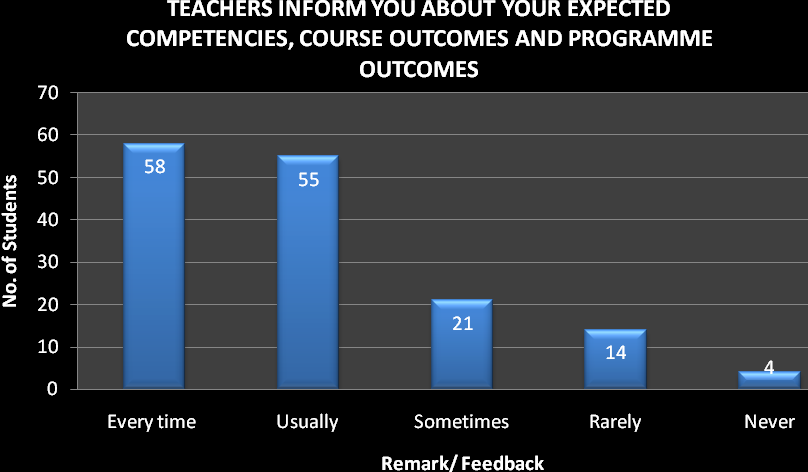 TEACHERS INFORM YOU ABOUT YOUR EXPECTED
COMPETENCIES, COURSE OUTCOMES AND PROGRAMME
OUTCOMES
70
60
50
40
30
20
10
0
No. of Students
58
55
21
14
4
Every time
Usually
Sometimes
Rarely
Never
Remark/ Feedback